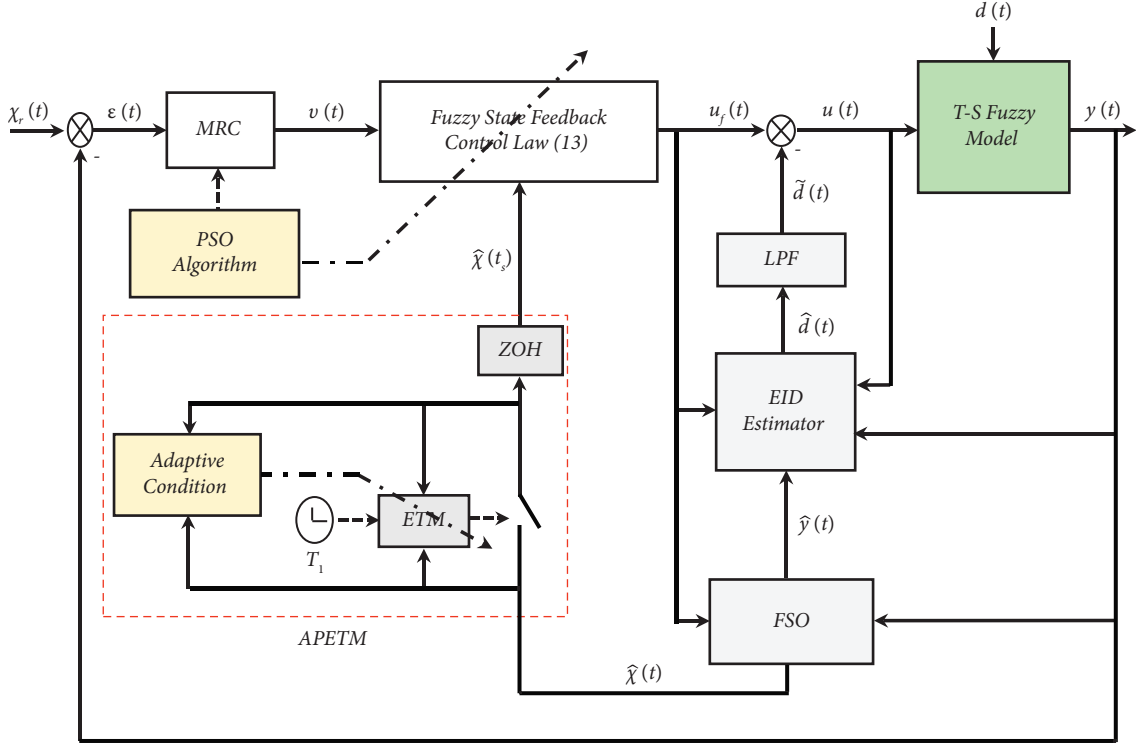 d (t)
χr (t)
ε (t)
MRC
υ (t)
Fuzzy State Feedback
Control Law (13)
uf (t)
u (t)
T-S Fuzzy
Model
y (t)
-
-
d̃ (t)
PSO
Algorithm
χ̂ (ts)
LPF
d̂ (t)
ZOH
EID
Estimator
Adaptive
Condition
ETM
T1
ŷ (t)
FSO
APETM
χ̂ (t)